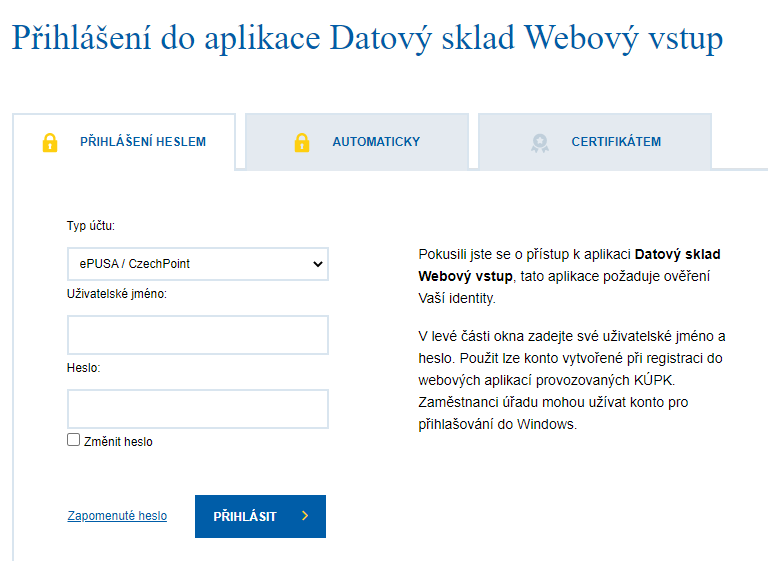 Přihlášení do aplikace Datový sklad Webový vstup
PŘIHLÁŠENÍ HESLEM
AUTOMATICKY
CERTIFIKÁTEM
Typ účtu:
ePUSA / CzechPoint
Uživatelské jméno:
Heslo:
Změnit heslo
Zapomenuté heslo
PŘIHLÁSIT
Pokusili jste se o přístup k aplikaci Datový sklad
Webový vstup, tato aplikace požaduje ověření
Vaší identity.
V levé části okna zadejte své uživatelské jméno a
heslo. Použit lze konto vytvořené při registraci do
webových aplikací provozovaných KÚPK.
Zaměstnanci úřadu mohou užívat konto pro
přihlašování do Windows.